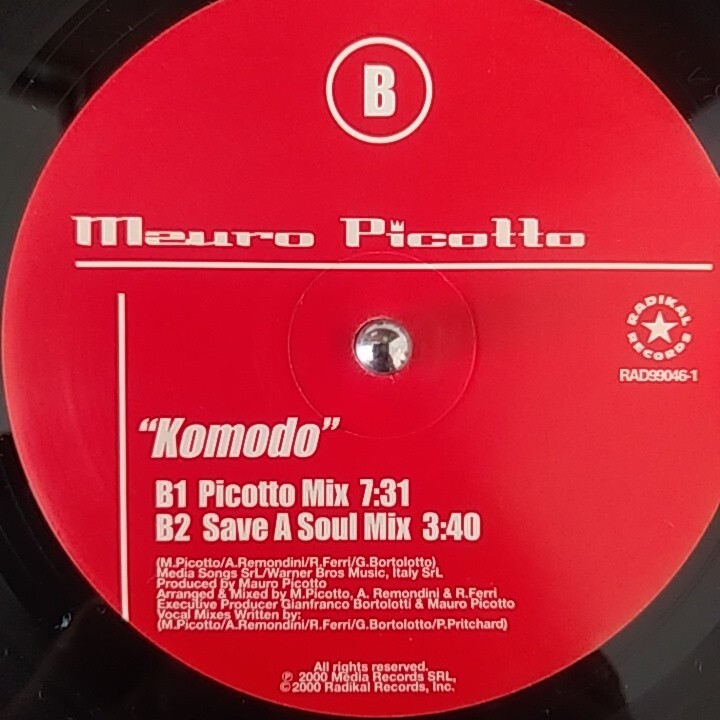 B
Mauro Picotto
RADIKAL
RECORDS
RAD99046-1
“Komodo”
B1 Picotto Mix 7:31
B2 Save A Soul Mix 3:40
(M.Picotto/A.Remondini/R.Ferri/G.Bortolotto)
Media Songs SrL/Warner Bros Music, Italy SrL
Produced by Mauro Picotto
Arranged & Mixed by M.Picotto, A. Remondini & R.Ferri
Executive Producer Gianfranco Bortolotti & Mauro Picotto
Vocal Mixes Written by:
(M.Picotto/A.Remondini/R.Ferri/G.Bortolotto/P.Pritchard)
All rights reserved.
℗ 2000 Media Records SRL,
©2000 Radikal Records, Inc.